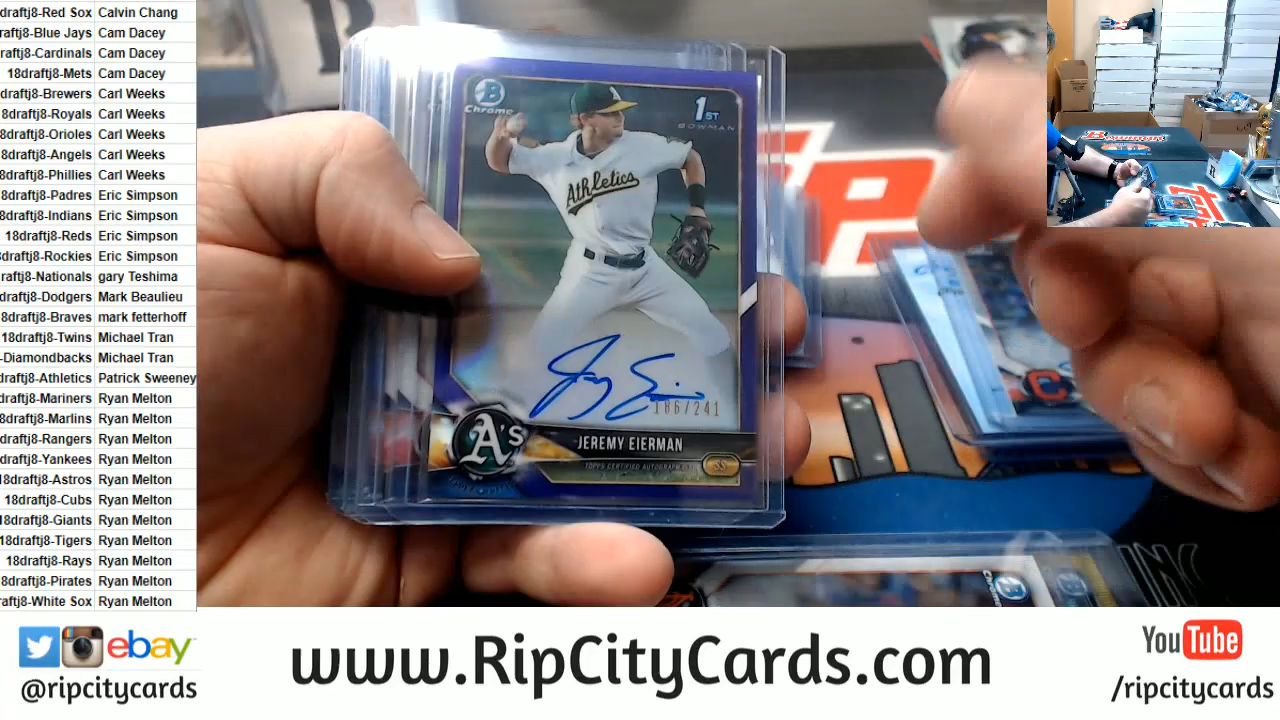 draftj8-Red Sox Calvin Chang
raftj8-Blue Jays Cam Dacey
raftj8-Cardinals Cam Dacey
18draftj8-Mets Cam Dacey
draftj8-Brewers Carl Weeks
8draftj8-Royals Carl Weeks
8draftj8-Orioles Carl Weeks
8draftj8-Angels Carl Weeks
8draftj8-Phillies Carl Weeks
8draftj8-Padres Eric Simpson
8draftj8-Indians Eric Simpson
18draftj8-Reds Eric Simpson
draftj8-Rockies Eric Simpson
raftj8-Nationals gary Teshima
draftj8-Dodgers Mark Beaulieu
8draftj8-Braves mark fetterhoff
18draftj8-Twins Michael Tran
-Diamondbacks Michael Tran
raftj8-Athletics Patrick Sweeney
draftj8-Mariners Ryan Melton
8draftj8-Marlins Ryan Melton
draftj8-Rangers Ryan Melton
draftj8-Yankees Ryan Melton
8draftj8-Astros Ryan Melton
18draftj8-Cubs Ryan Melton
8draftj8-Giants Ryan Melton
18draftj8-Tigers Ryan Melton
18draftj8-Rays Ryan Melton
8draftj8-Pirates Ryan Melton
aftj8-White Sox Ryan Melton
B
Chrome
1ST
BOWMAN
Athletics
186/241
A's
JEREMY EIERMAN
TOPPS CERTIFIED AUTOGRAPH
SS
ebay
@ripcitycards
www.RipCityCards.com
YouTube
/ripcitycards